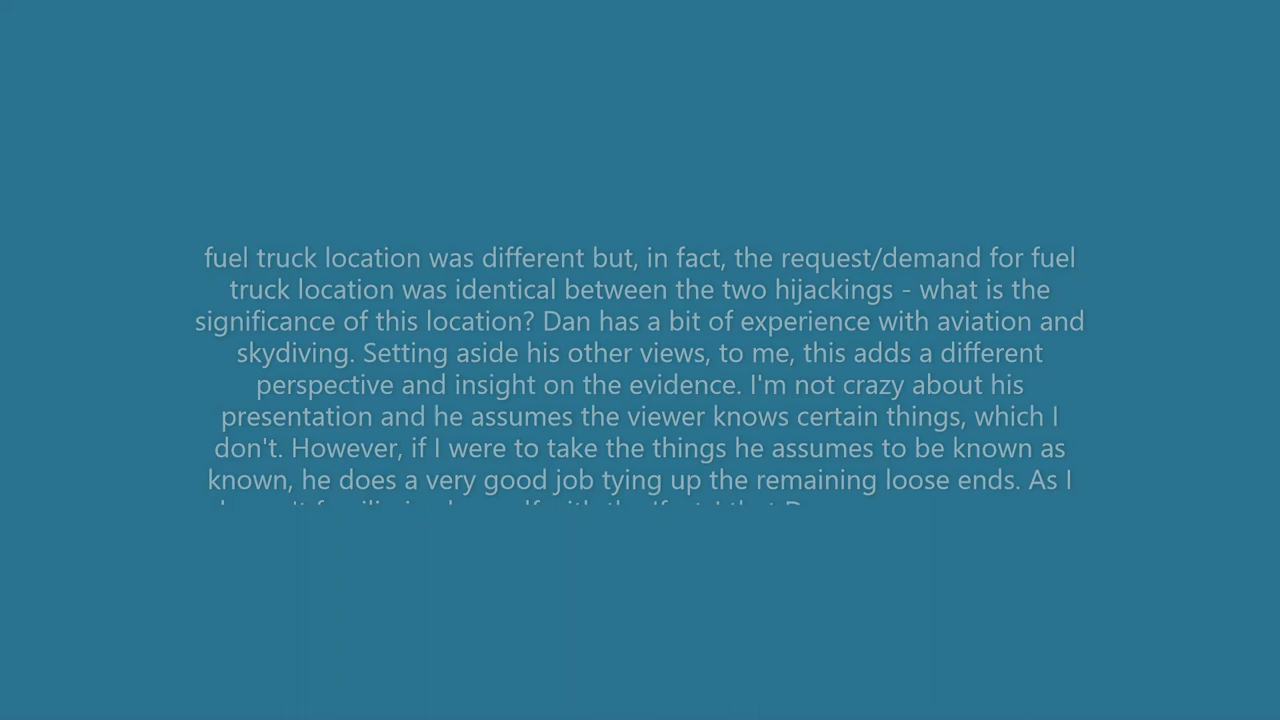 fuel truck location was different but, in fact, the request/demand for fuel
truck location was identical between the two hijackings - what is the
significance of this location? Dan has a bit of experience with aviation and
skydiving. Setting aside his other views, to me, this adds a different
perspective and insight on the evidence. I'm not crazy about his
presentation and he assumes the viewer knows certain things, which I
don't. However, if I were to take the things he assumes to be known as
known, he does a very good job tying up the remaining loose ends. As I